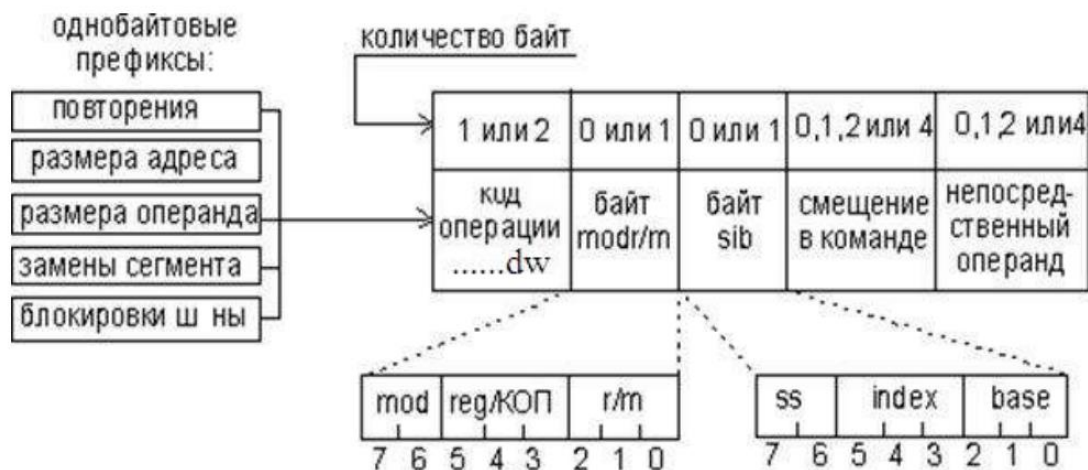 однобайтовые
префиксы:
повторения
размера адреса
размера операнда
замены сегмента
блокировки ш ны
количество байт
1 или 2 0 или 1 0 или 1 0,1,2 или 4 0,1,2 или4
код
операции
......dw
байт
modr/m
байт
sib
смещение
в команде
непосред-
ственный
операнд
mod reg/КОП r/m
7 6 5 4 3 2 1 0
ss index base
7 6 5 4 3 2 1 0